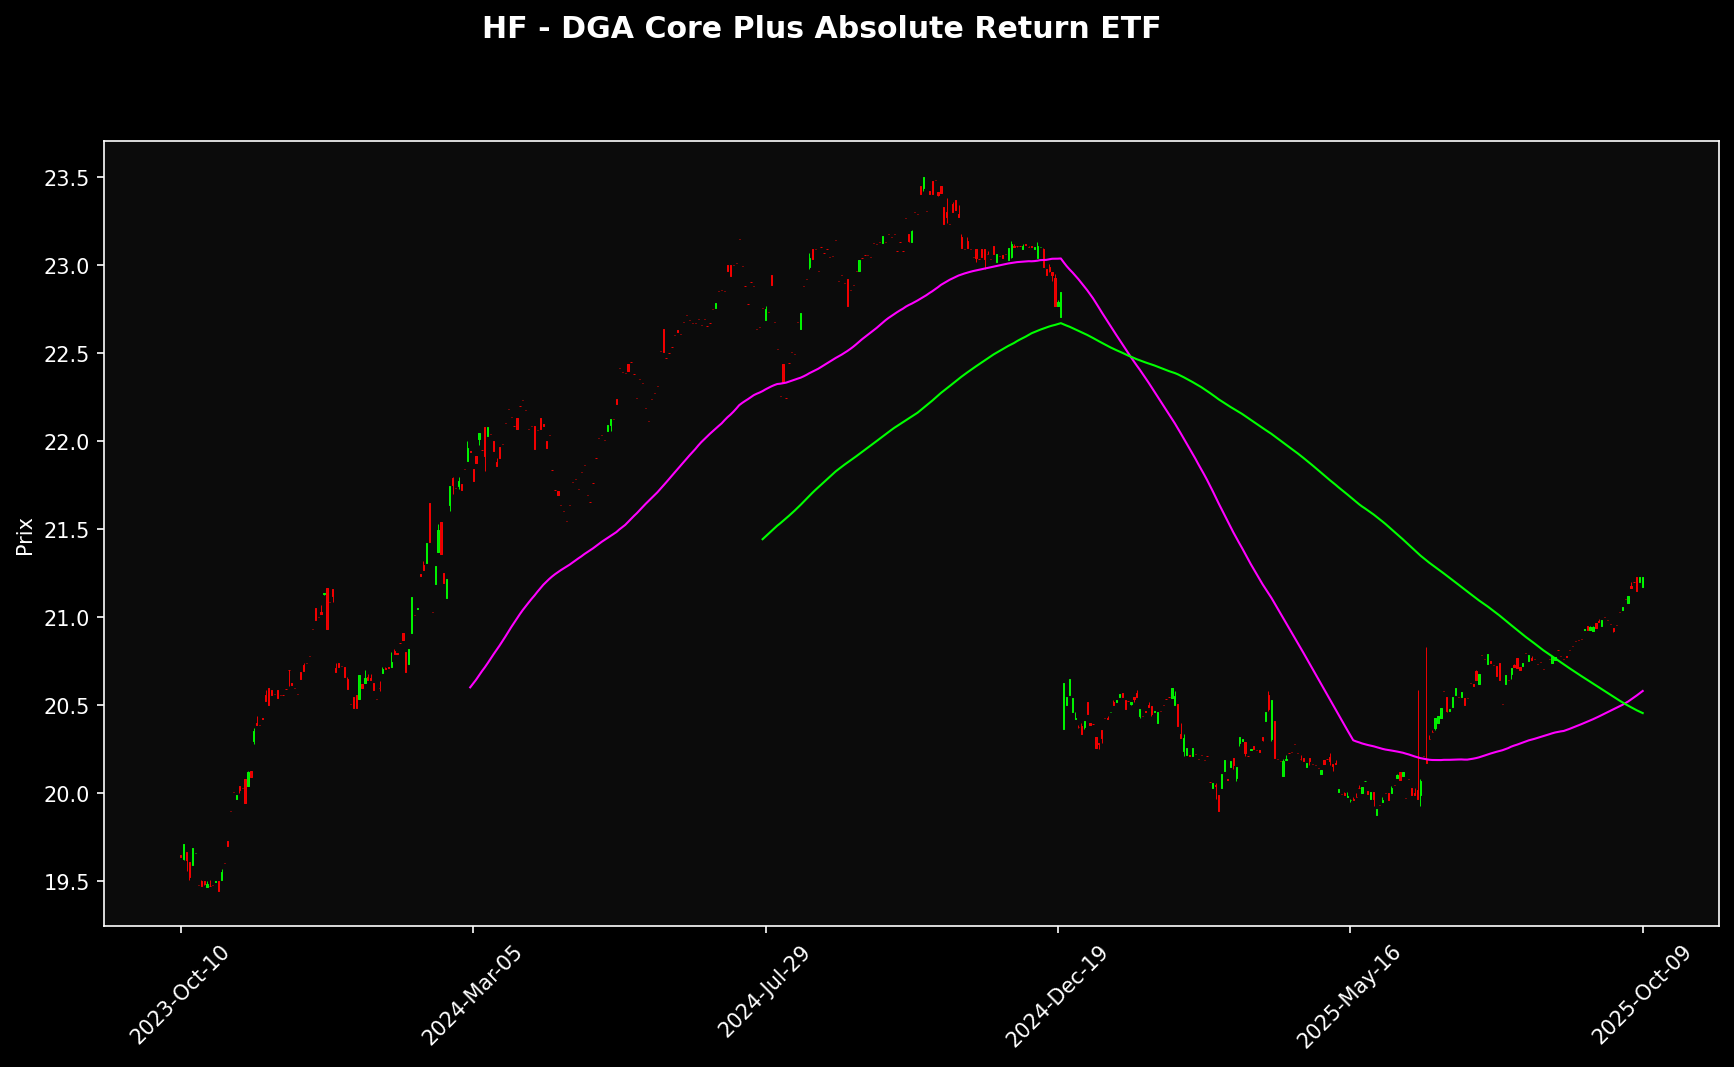 HF - DGA Core Plus Absolute Return ETF
Prix
23.5
23.0
22.5
22.0
21.5
21.0
20.5
20.0
19.5
2023-Oct-10
2024-Mar-05
2024-Jul-29
2024-Dec-19
2025-May-16
2025-Oct-09